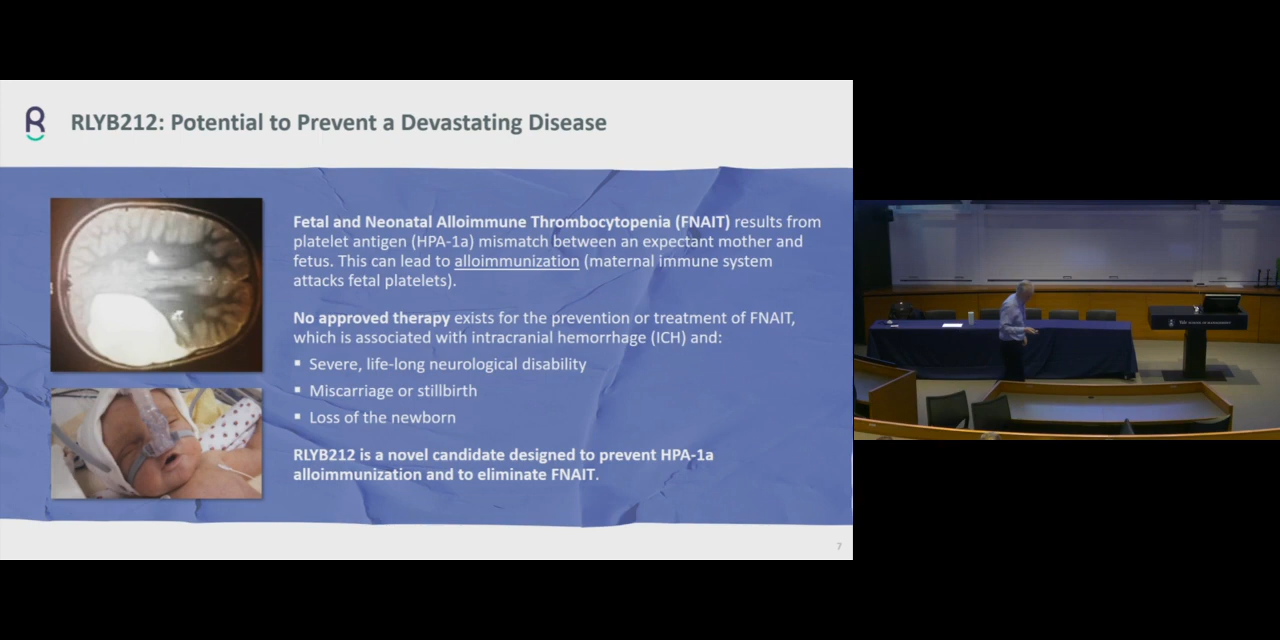 RLYB212: Potential to Prevent a Devastating Disease
Fetal and Neonatal Alloimmune Thrombocytopenia (FNAIT) results from
platelet antigen (HPA-1a) mismatch between an expectant mother and
fetus. This can lead to alloimmunization (maternal immune system
attacks fetal platelets).
No approved therapy exists for the prevention or treatment of FNAIT,
which is associated with intracranial hemorrhage (ICH) and:
▪ Severe, life-long neurological disability
▪ Miscarriage or stillbirth
▪ Loss of the newborn
RLYB212 is a novel candidate designed to prevent HPA-1a
alloimmunization and to eliminate FNAIT.
7
Yale SCHOOL OF MANAGEMENT